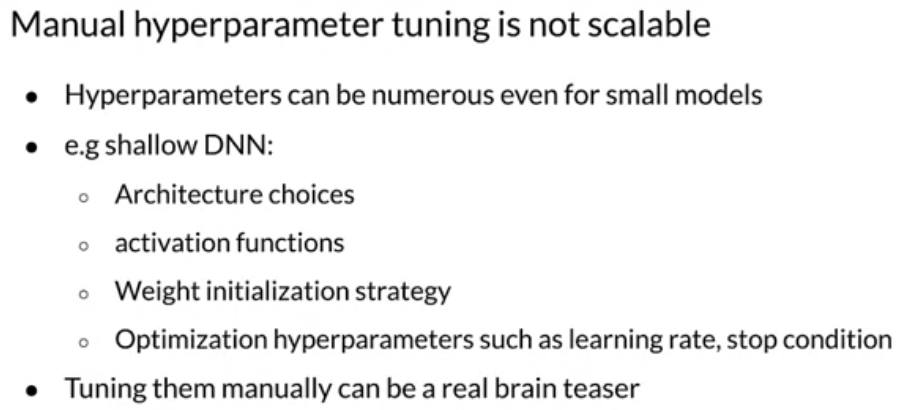 Manual hyperparameter tuning is not scalable
● Hyperparameters can be numerous even for small models
● e.g shallow DNN:
○ Architecture choices
○ activation functions
○ Weight initialization strategy
○ Optimization hyperparameters such as learning rate, stop condition
● Tuning them manually can be a real brain teaser